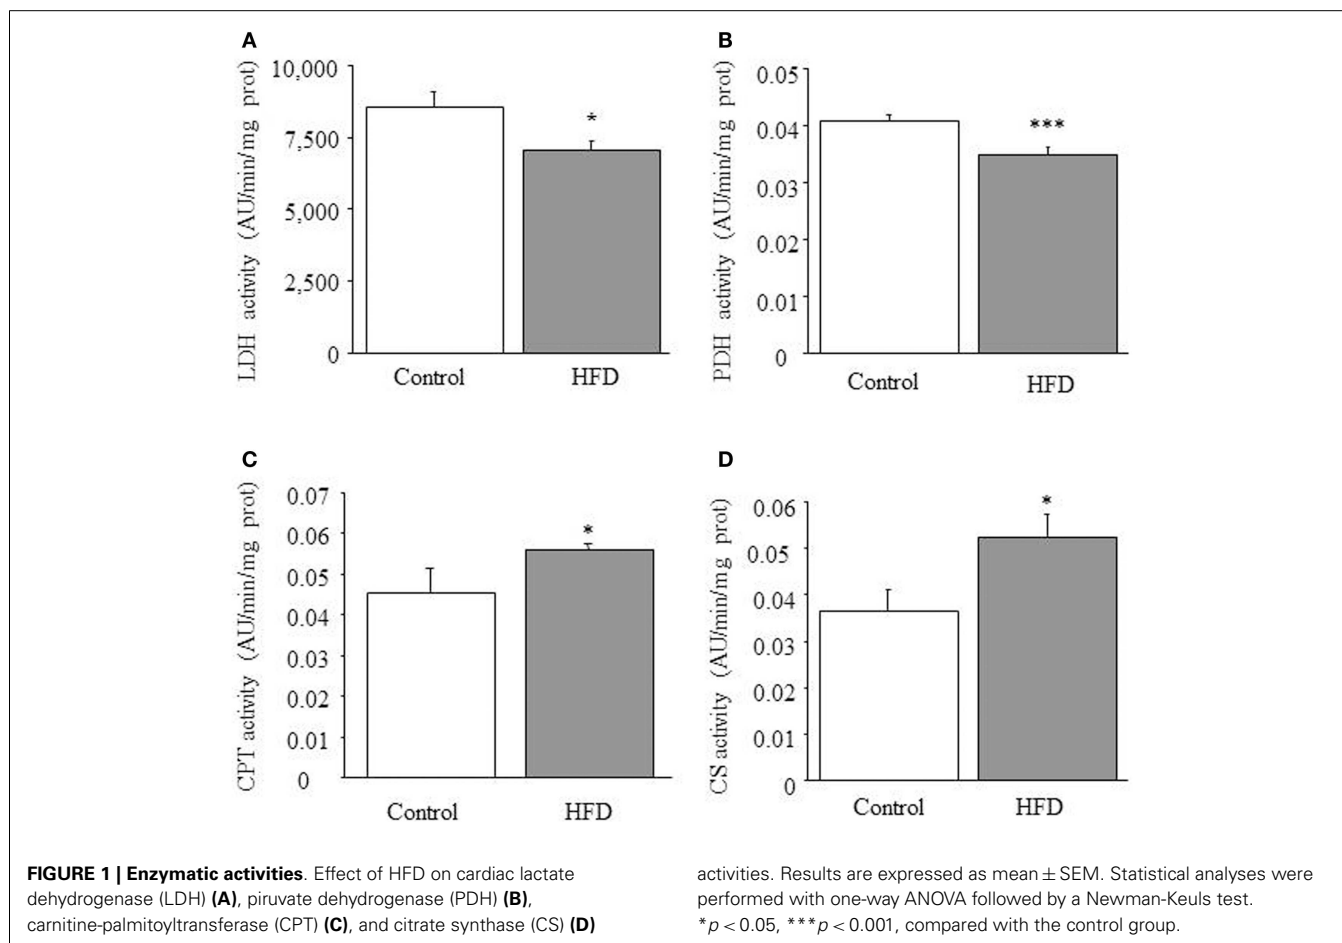 A
LDH activity (AU/min/mg prot)
10,000
7,500
5,000
2,500
0
*
Control
HFD
B
PDH activity (AU/min/mg prot)
0.05
0.04
0.03
0.02
0.01
0
***
Control
HFD
C
CPT activity (AU/min/mg prot)
0.07
0.06
0.05
0.04
0.03
0.02
0.01
0
*
Control
HFD
D
CS activity (AU/min/mg prot)
0.06
0.05
0.04
0.03
0.02
0.01
0
*
Control
HFD
FIGURE 1 | Enzymatic activities. Effect of HFD on cardiac lactate
dehydrogenase (LDH) (A), piruvate dehydrogenase (PDH) (B),
carnitine-palmitoyltransferase (CPT) (C), and citrate synthase (CS) (D)
activities. Results are expressed as mean ± SEM. Statistical analyses were
performed with one-way ANOVA followed by a Newman-Keuls test.
*p < 0.05, ***p < 0.001, compared with the control group.